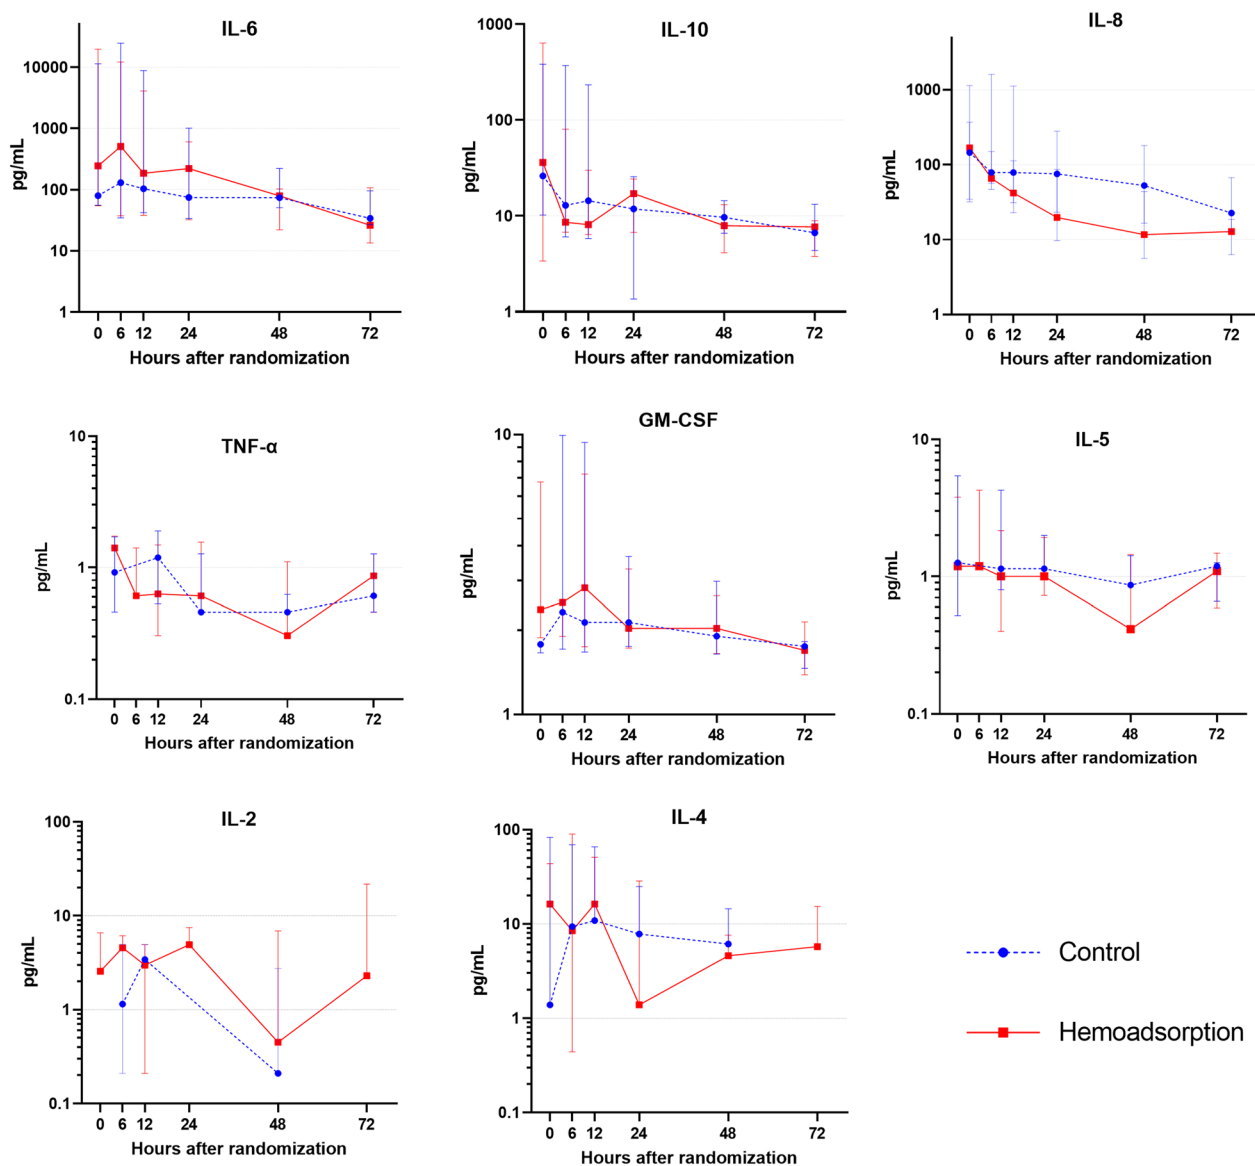 IL-6
pg/mL
10000
1000
100
10
1
0 6 12 24 48 72
Hours after randomization
IL-10
pg/mL
1000
100
10
1
0 6 12 24 48 72
Hours after randomization
IL-8
pg/mL
1000
100
10
1
0 6 12 24 48 72
Hours after randomization
TNF-α
pg/mL
10
1
0.1
0 6 12 24 48 72
Hours after randomization
GM-CSF
pg/mL
10
1
0 6 12 24 48 72
Hours after randomization
IL-5
pg/mL
10
1
0.1
0 6 12 24 48 72
Hours after randomization
IL-2
pg/mL
100
10
1
0.1
0 6 12 24 48 72
Hours after randomization
IL-4
pg/mL
100
10
1
0.1
0 6 12 24 48 72
Hours after randomization
Control
Hemoadsorption